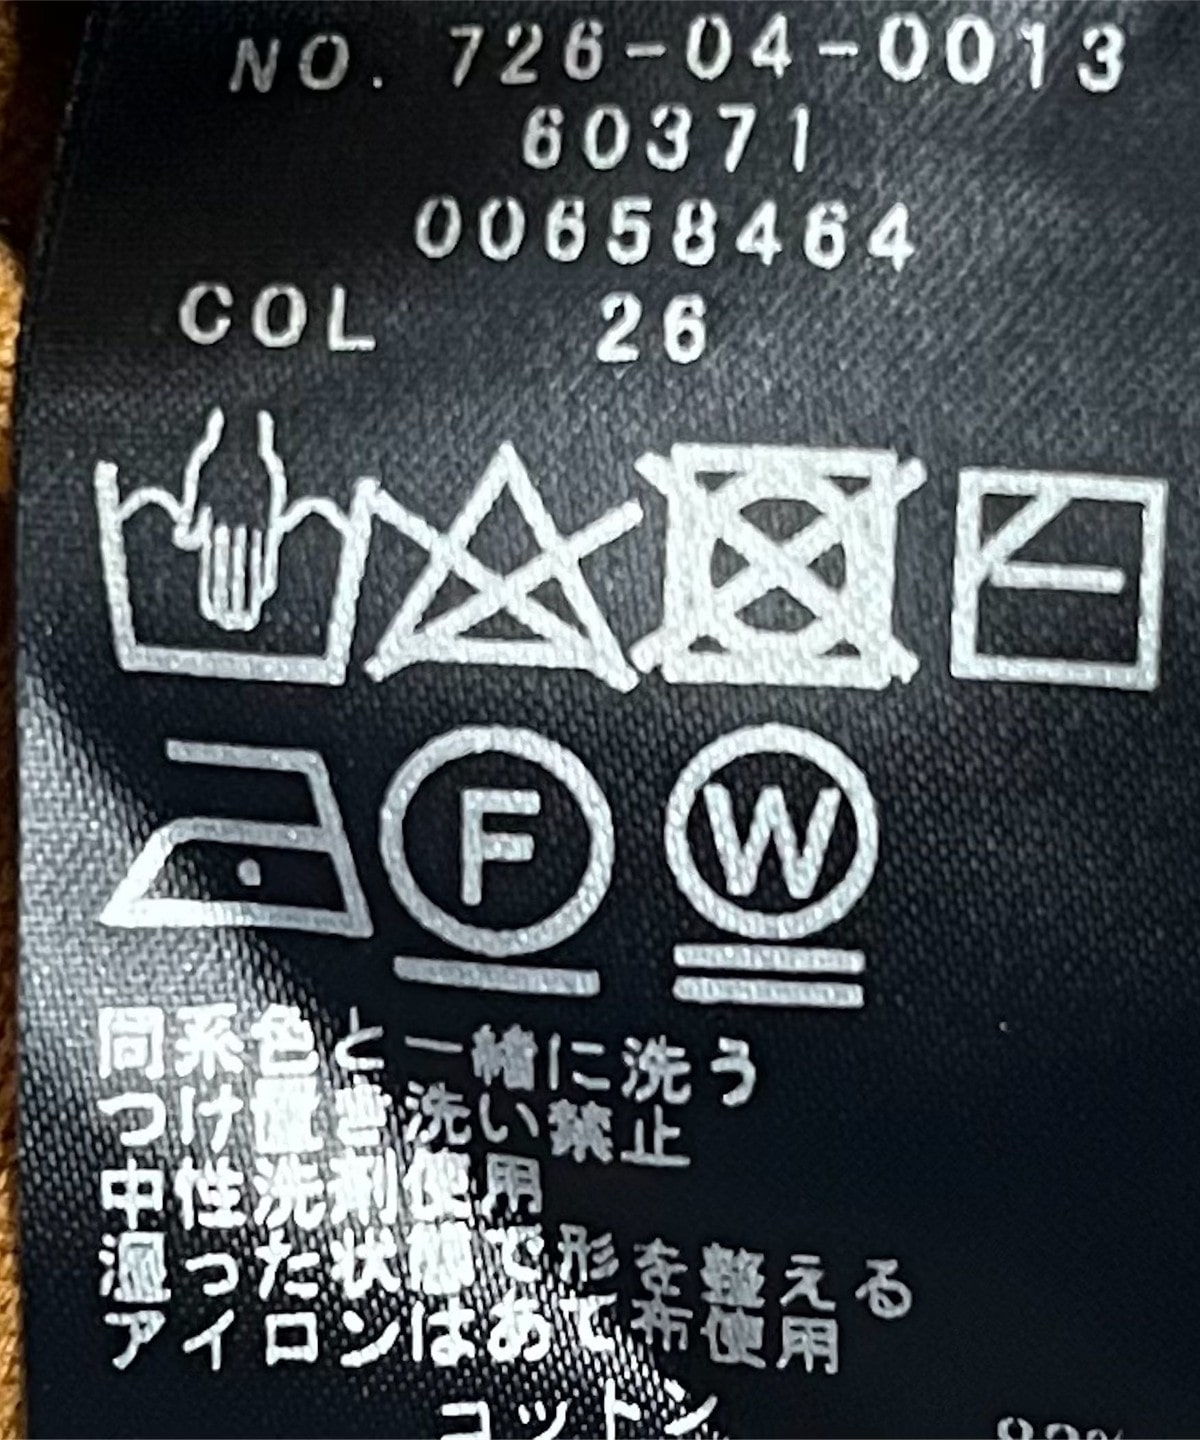 NO. 726-04-0013
60371
00658464
COL 26
F W
同系色と一緒に洗う
つけ置き洗い禁止
中性洗剤使用
湿った状態で形を整える
アイロンはあて布使用
コットン